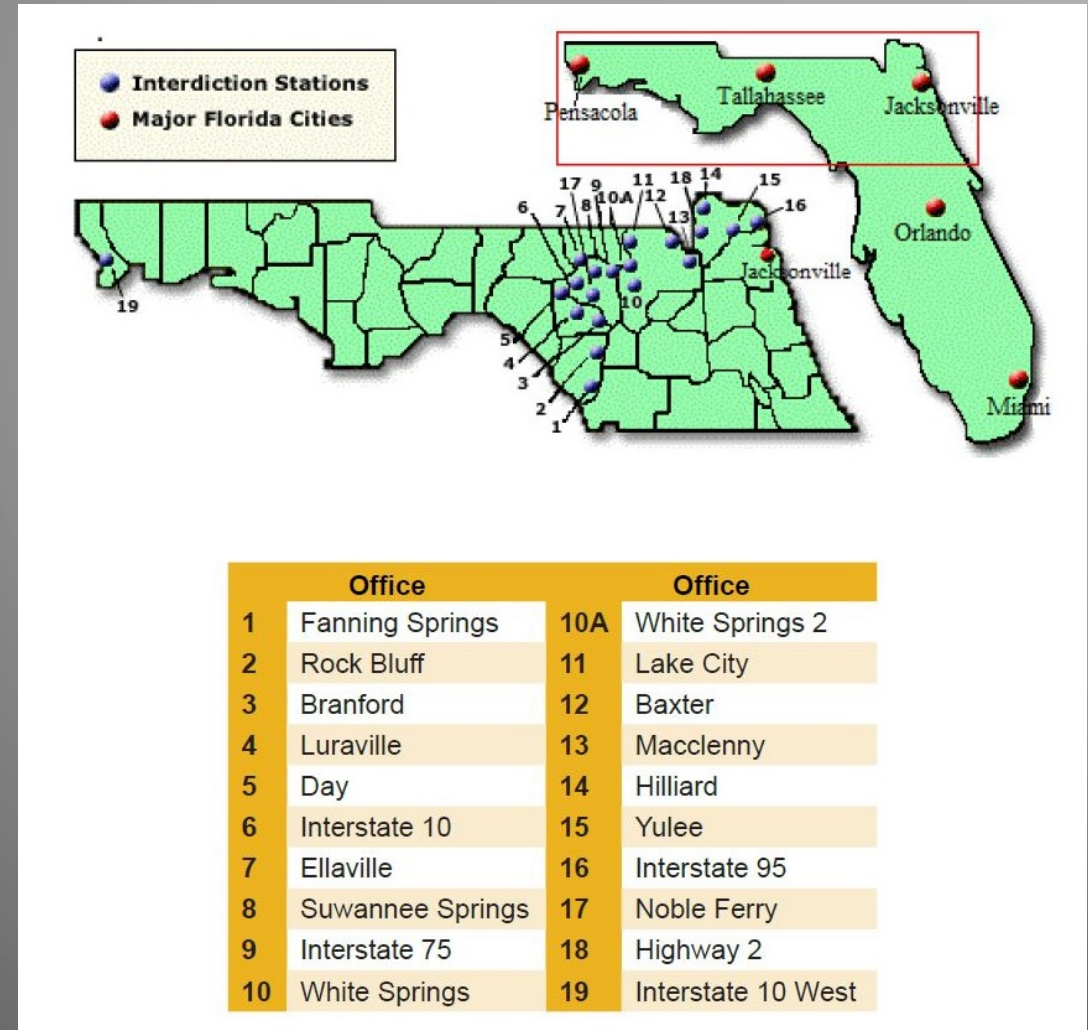 Interdiction Stations
Major Florida Cities
Pensacola
Tallahassee
Jacksonville
Orlando
Miami
17 9 11 18 14 15
6 7 8 10A 12 13 16
Jacksonville
19
10
5
4
3
2
1
Office Office
1 Fanning Springs 10A White Springs 2
2 Rock Bluff 11 Lake City
3 Branford 12 Baxter
4 Luraville 13 Macclenny
5 Day 14 Hilliard
6 Interstate 10 15 Yulee
7 Ellaville 16 Interstate 95
8 Suwannee Springs 17 Noble Ferry
9 Interstate 75 18 Highway 2
10 White Springs 19 Interstate 10 West